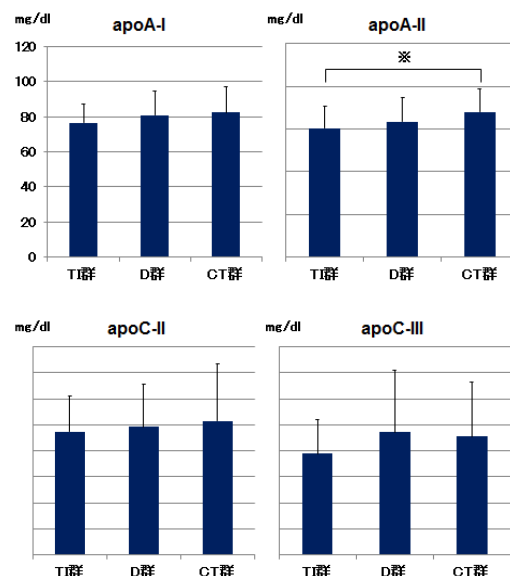 mg/dl
apoA-I
apoA-II
※
120
100
80
60
40
20
0
TI群
D群
CT群
TI群
D群
CT群
mg/dl
apoC-II
mg/dl
apoC-III
TI群
D群
CT群
TI群
D群
CT群